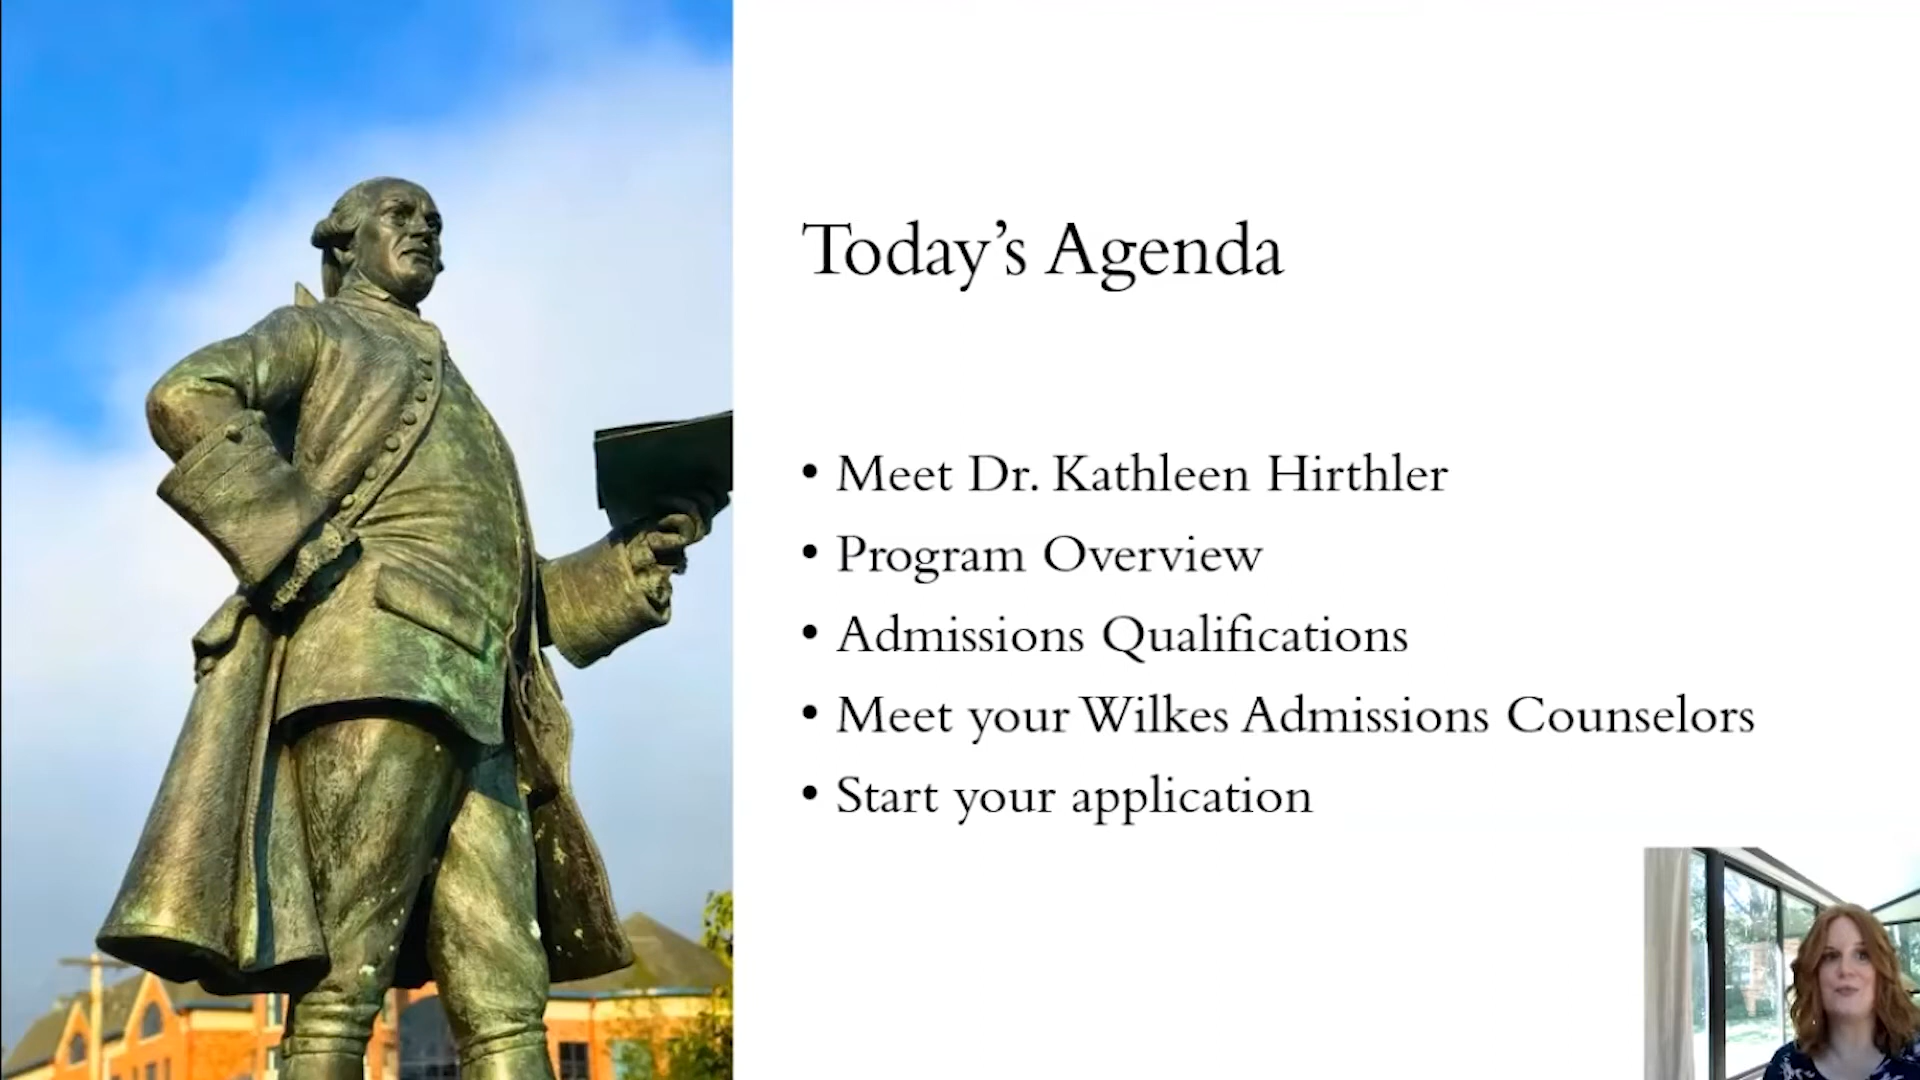 Today’s Agenda
• Meet Dr. Kathleen Hirthler
• Program Overview
• Admissions Qualifications
• Meet your Wilkes Admissions Counselors
• Start your application